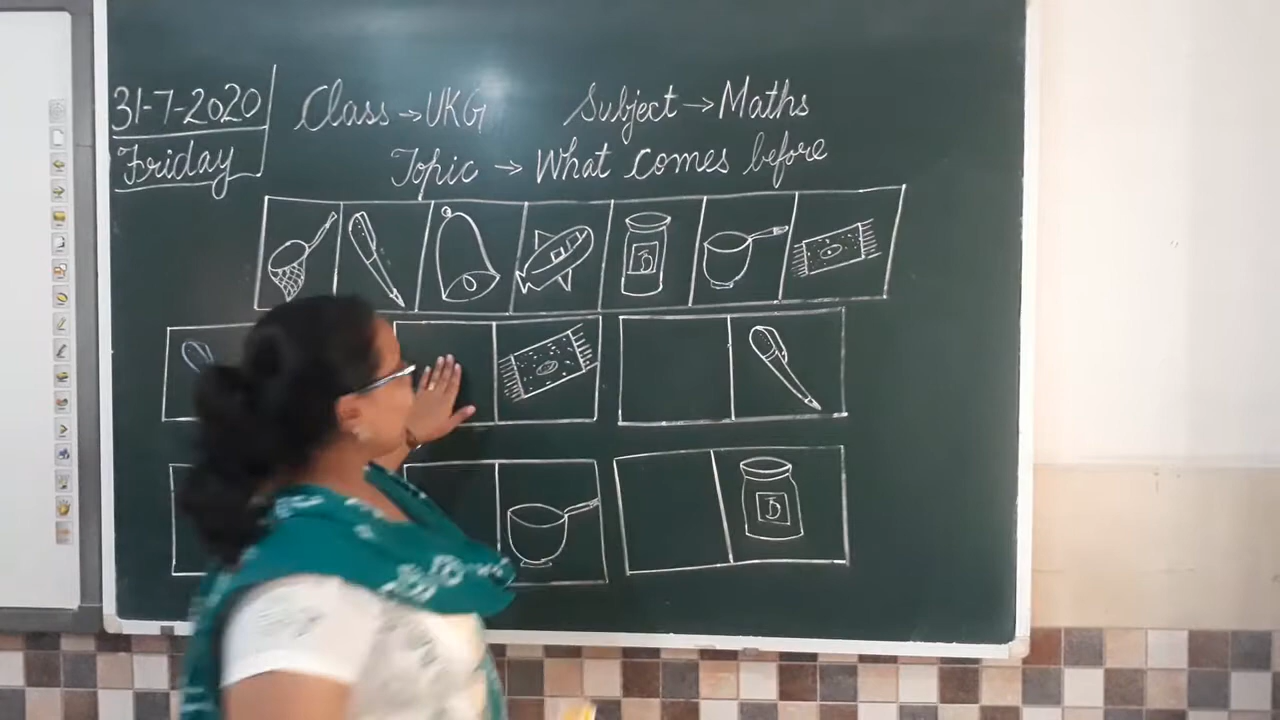 31-7-2020
Friday
Class → UKG
Subject → Maths
Topic → What comes before